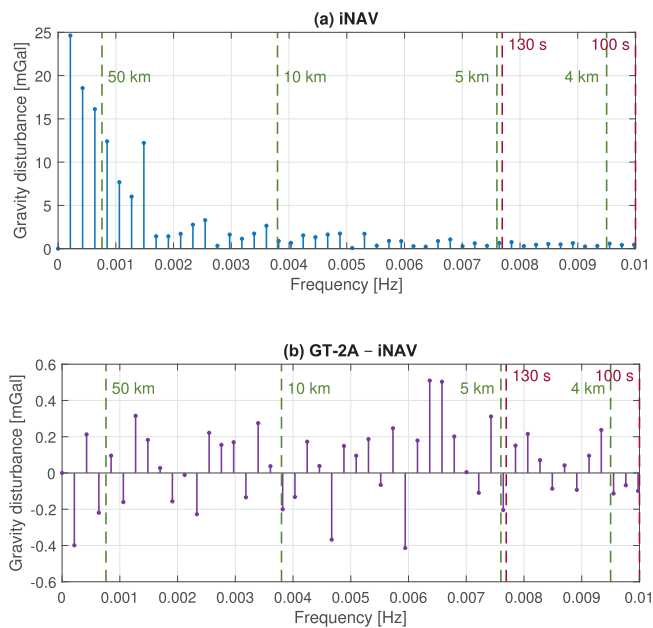 (a) iNAV
Gravity disturbance [mGal]
25
20
15
10
5
0
130 s
100 s
50 km
10 km
5 km
4 km
0
0.001
0.002
0.003
0.004
0.005
0.006
0.007
0.008
0.009
0.01
Frequency [Hz]
(b) GT-2A – iNAV
Gravity disturbance [mGal]
0.6
0.4
0.2
0
-0.2
-0.4
-0.6
130 s
100 s
50 km
10 km
5 km
4 km
0
0.001
0.002
0.003
0.004
0.005
0.006
0.007
0.008
0.009
0.01
Frequency [Hz]